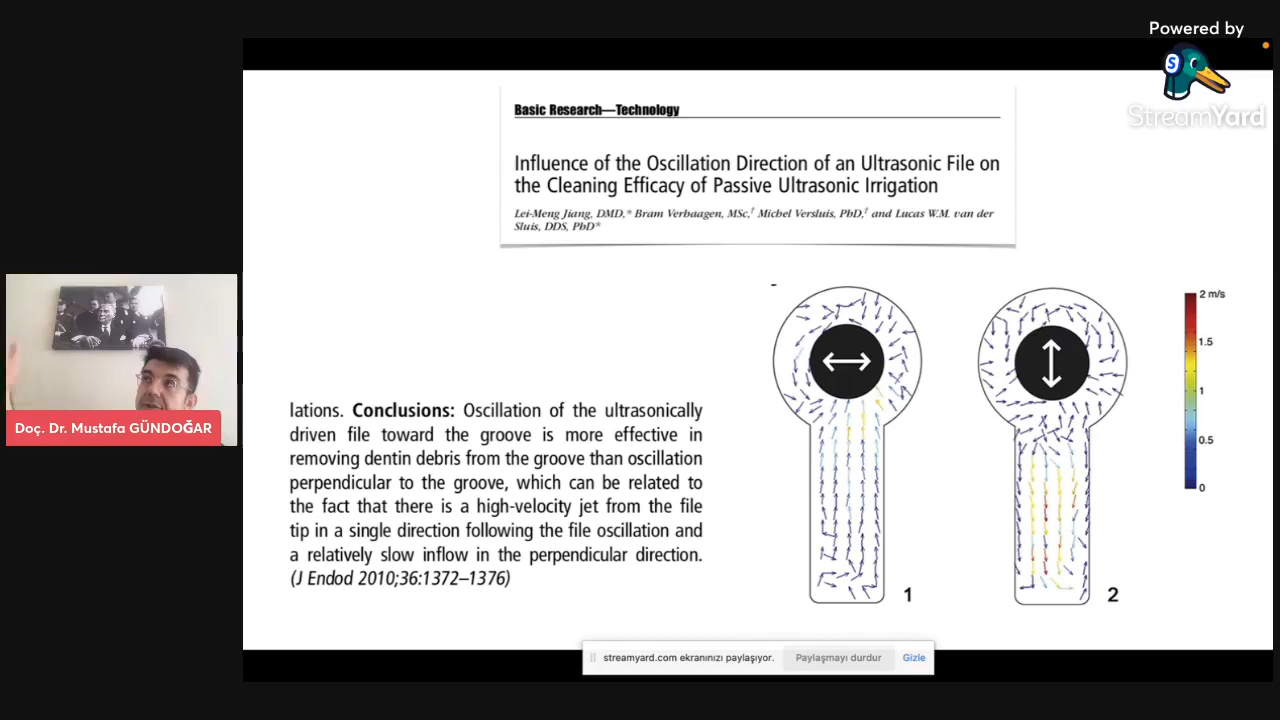 Powered by
S
StreamYard
Basic Research—Technology
Influence of the Oscillation Direction of an Ultrasonic File on
the Cleaning Efficacy of Passive Ultrasonic Irrigation
Lei-Meng Jiang, DMD,* Bram Verhaagen, MSc,† Michel Versluis, PhD,† and Lucas W.M. van der
Sluis, DDS, PhD*
2 m/s
1.5
1
0.5
0
1
2
Doç. Dr. Mustafa GÜNDOĞAR
lations. Conclusions: Oscillation of the ultrasonically
driven file toward the groove is more effective in
removing dentin debris from the groove than oscillation
perpendicular to the groove, which can be related to
the fact that there is a high-velocity jet from the file
tip in a single direction following the file oscillation and
a relatively slow inflow in the perpendicular direction.
(J Endod 2010;36:1372–1376)
streamyard.com ekranınızı paylaşıyor.
Paylaşmayı durdur
Gizle